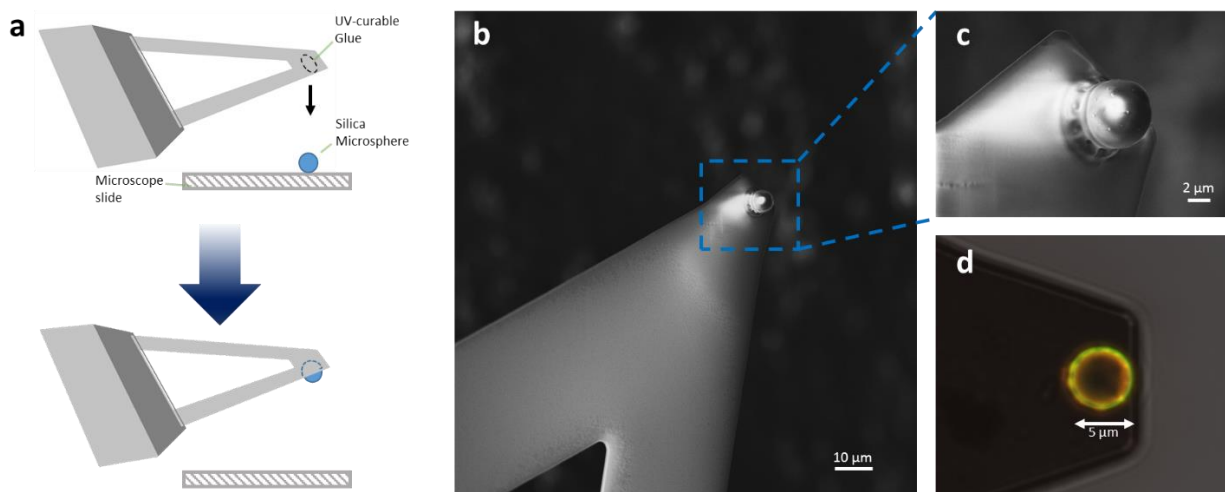 a
UV-curable
Glue
Silica
Microsphere
Microscope
slide
b
10 µm
c
2 µm
d
5 µm